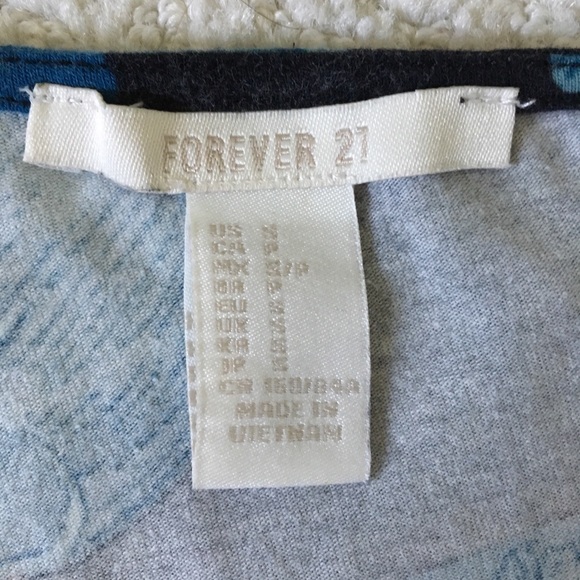 FOREVER 21
US S
CA S
MX S/P
BR P
EU S
UK S
KR S
JP S
CN 160/84A
MADE IN
VIETNAM